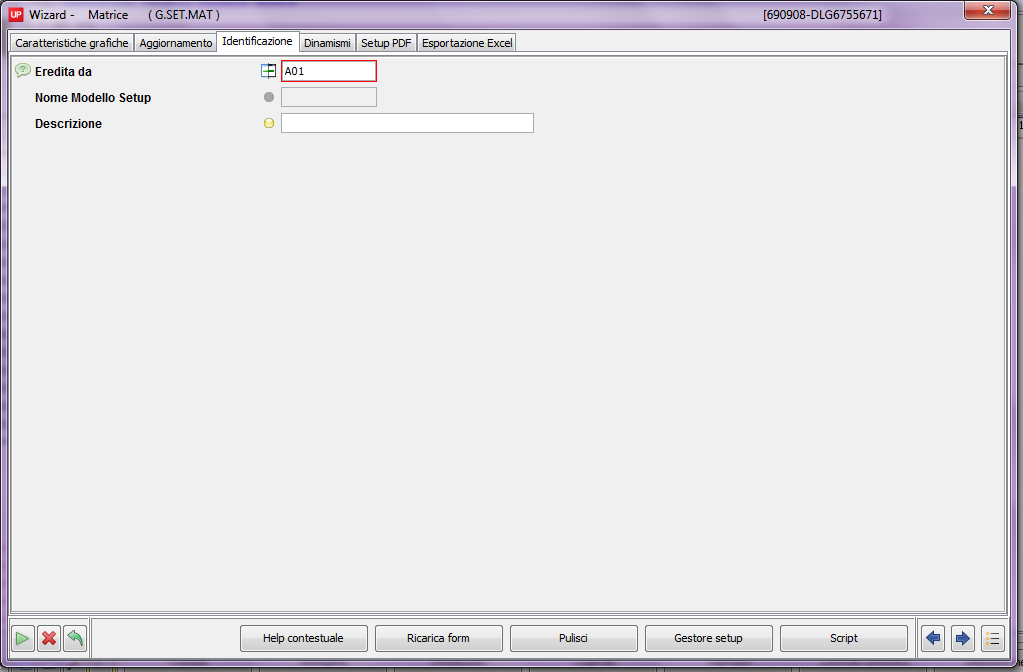 UP Wizard - Matrice ( G.SET.MAT ) [690908-DLG6755671]
Caratteristiche grafiche Aggiornamento Identificazione Dinamismi Setup PDF Esportazione Excel
? Eredita da A01
Nome Modello Setup
Descrizione
Help contestuale Ricarica form Pulisci Gestore setup Script